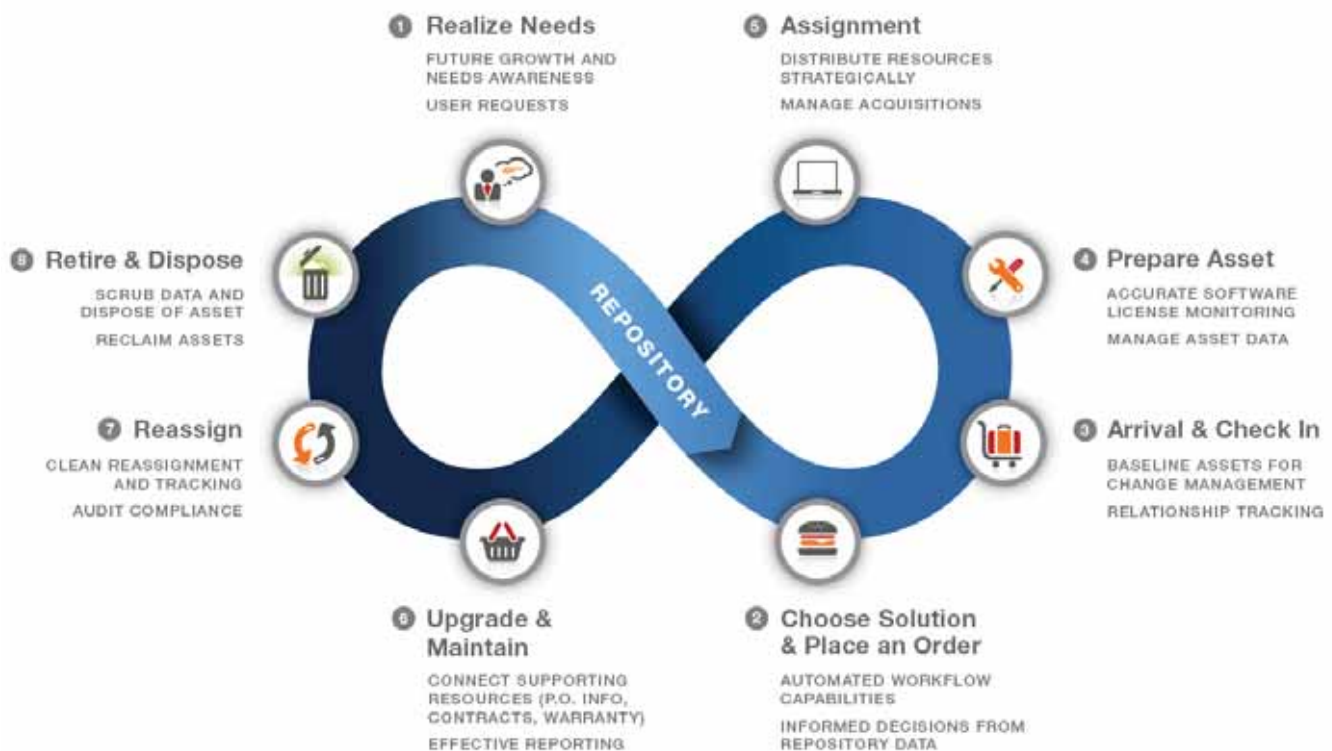 1 Realize Needs
FUTURE GROWTH AND
NEEDS AWARENESS
USER REQUESTS
5 Assignment
DISTRIBUTE RESOURCES
STRATEGICALLY
MANAGE ACQUISITIONS
8 Retire & Dispose
SCRUB DATA AND
DISPOSE OF ASSET
RECLAIM ASSETS
4 Prepare Asset
ACCURATE SOFTWARE
LICENSE MONITORING
MANAGE ASSET DATA
REPOSITORY
7 Reassign
CLEAN REASSIGNMENT
AND TRACKING
AUDIT COMPLIANCE
3 Arrival & Check In
BASELINE ASSETS FOR
CHANGE MANAGEMENT
RELATIONSHIP TRACKING
6 Upgrade &
Maintain
CONNECT SUPPORTING
RESOURCES (P.O. INFO,
CONTRACTS, WARRANTY)
EFFECTIVE REPORTING
2 Choose Solution
& Place an Order
AUTOMATED WORKFLOW
CAPABILITIES
INFORMED DECISIONS FROM
REPOSITORY DATA